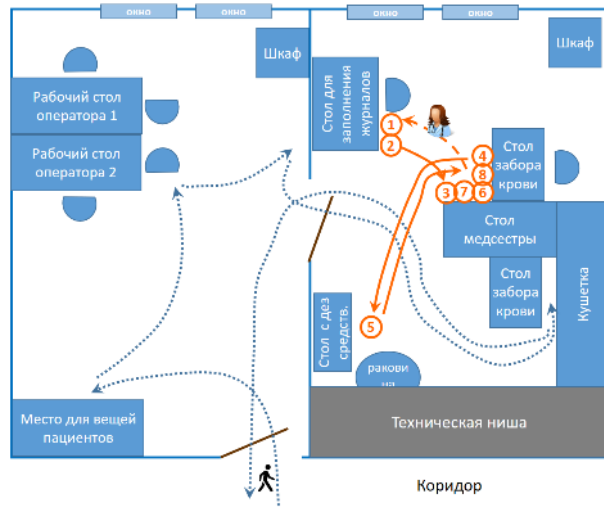 окно
окно
окно
окно
Шкаф
Шкаф
Рабочий стол
оператора 1
Рабочий стол
оператора 2
Стол для
заполнения
журналов
1
2
3
7
6
4
8
Стол
забора
крови
Стол
медсестры
Стол
забора
крови
Кушетка
Стол с дез
средств.
5
ракови
на
Место для вещей
пациентов
Техническая ниша
Коридор